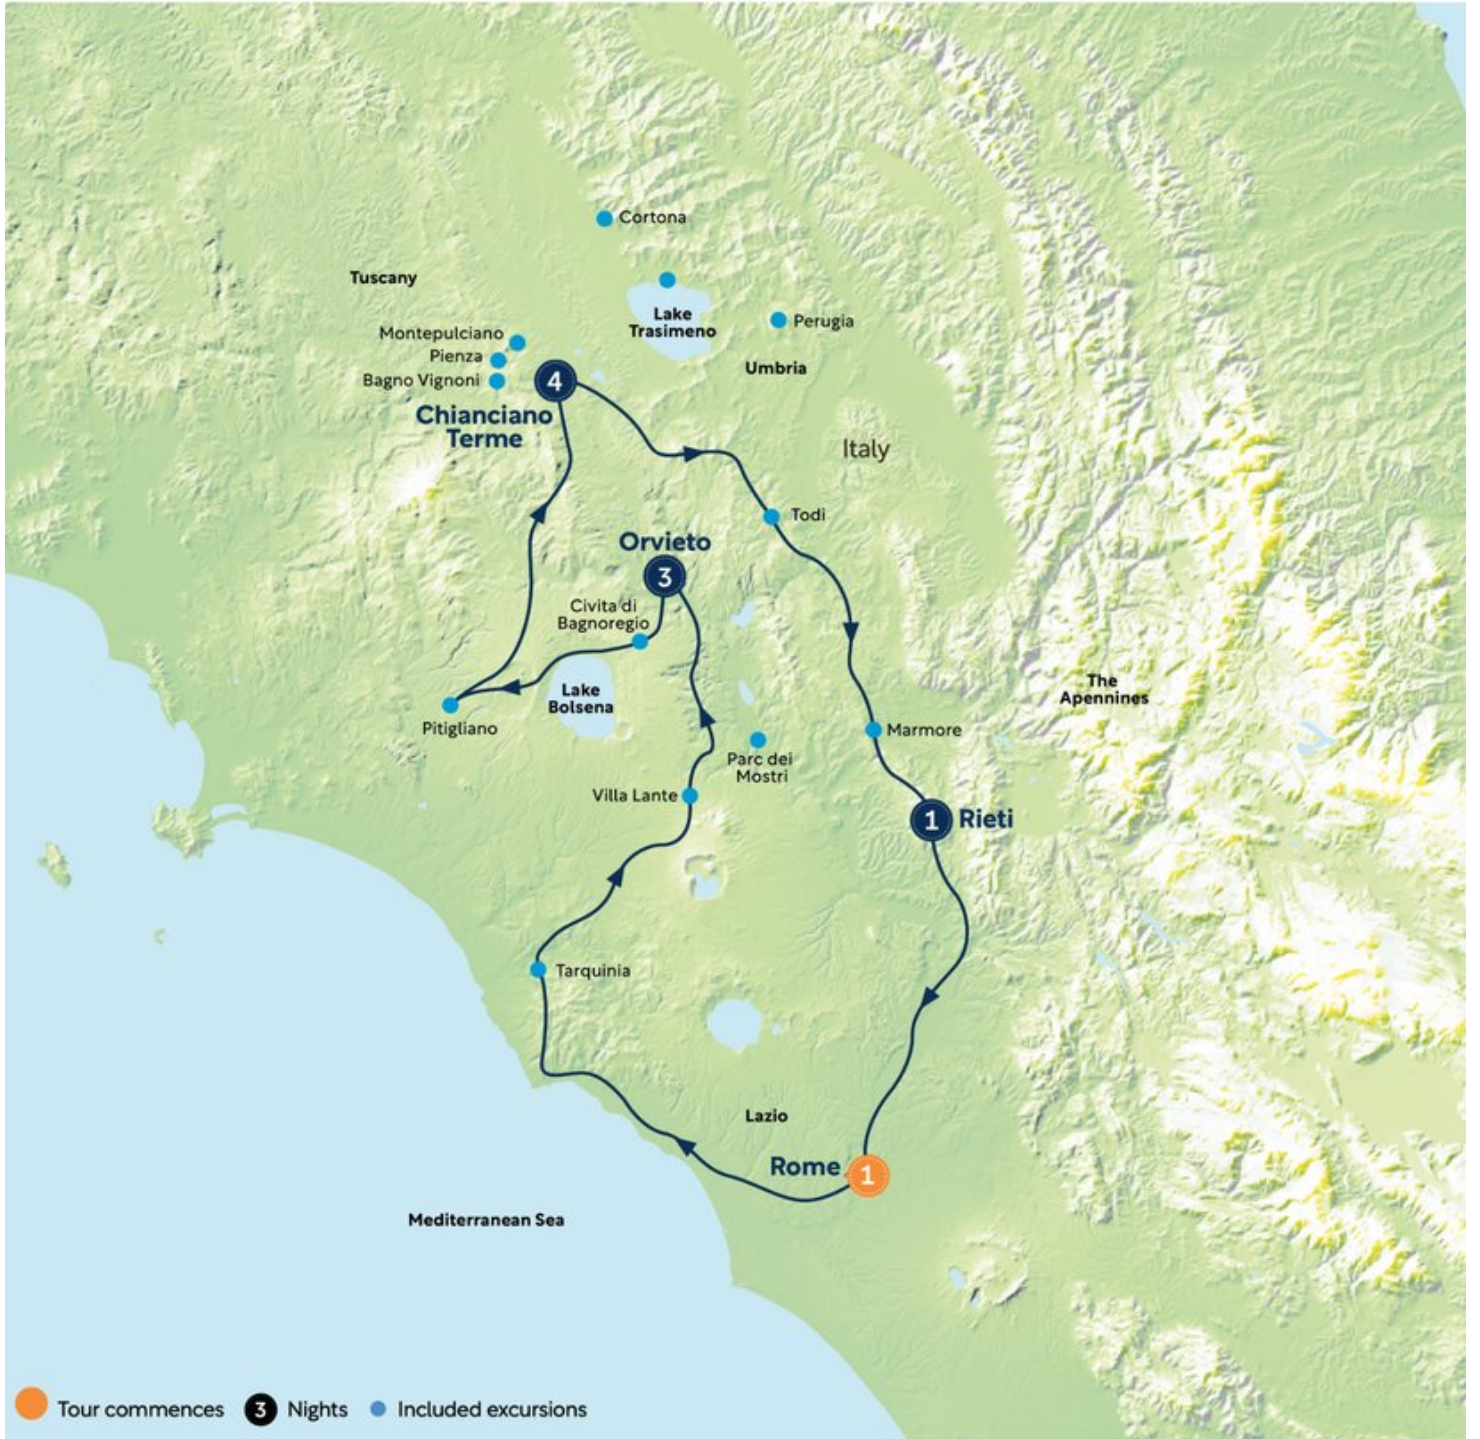 Cortona
Tuscany
Lake
Trasimeno
Perugia
Montepulciano
Pienza
Bagno Vignoni
Umbria
4
Chianciano
Terme
Italy
Todi
Orvieto
3
Civita di
Bagnoregio
Lake
Bolsena
Pitigliano
The
Apennines
Marmore
Parc dei
Mostri
Villa Lante
1
Rieti
Tarquinia
Lazio
Rome
1
Mediterranean Sea
Tour commences
3
Nights
Included excursions